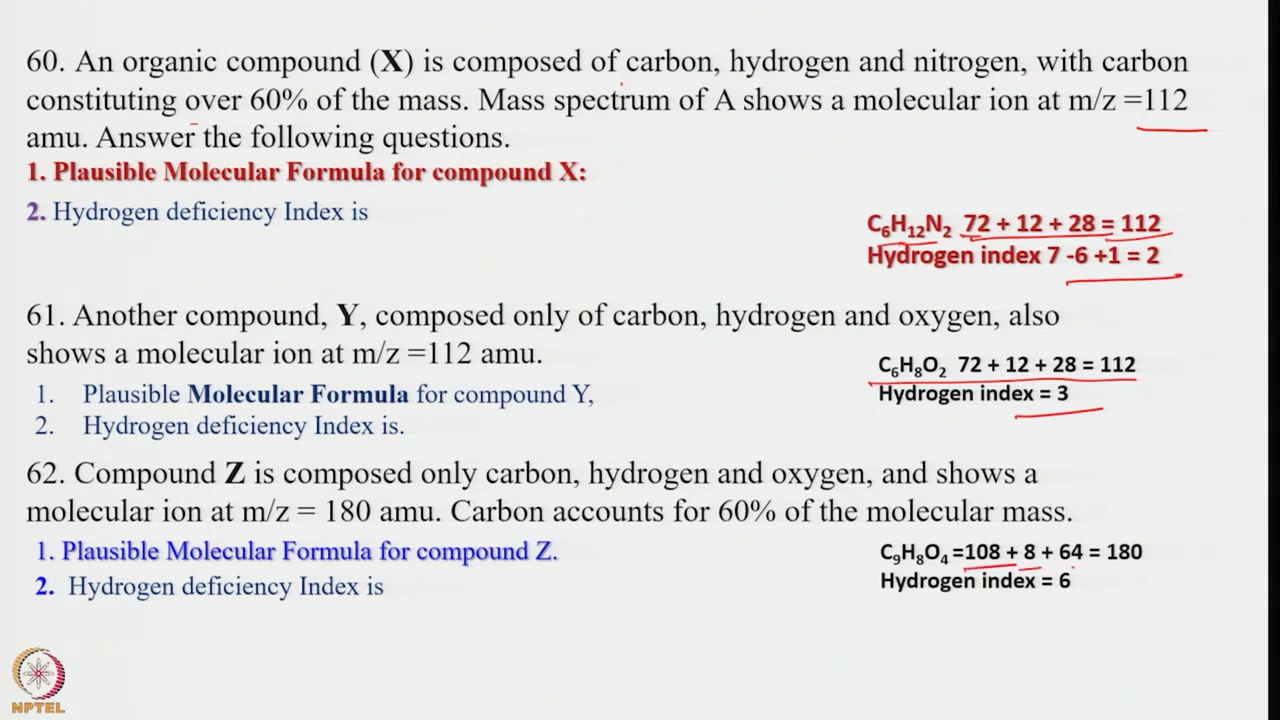 60. An organic compound (X) is composed of carbon, hydrogen and nitrogen, with carbon
constituting over 60% of the mass. Mass spectrum of A shows a molecular ion at m/z =112
amu. Answer the following questions.
1. Plausible Molecular Formula for compound X:
2. Hydrogen deficiency Index is
C₆H₁₂N₂ 72 + 12 + 28 = 112
Hydrogen index 7 -6 +1 = 2
61. Another compound, Y, composed only of carbon, hydrogen and oxygen, also
shows a molecular ion at m/z =112 amu.
C₆H₈O₂ 72 + 12 + 28 = 112
1. Plausible Molecular Formula for compound Y,
Hydrogen index = 3
2. Hydrogen deficiency Index is.
62. Compound Z is composed only carbon, hydrogen and oxygen, and shows a
molecular ion at m/z = 180 amu. Carbon accounts for 60% of the molecular mass.
1. Plausible Molecular Formula for compound Z.
C₉H₈O₄ =108 + 8 + 64 = 180
2. Hydrogen deficiency Index is
Hydrogen index = 6
NPTEL